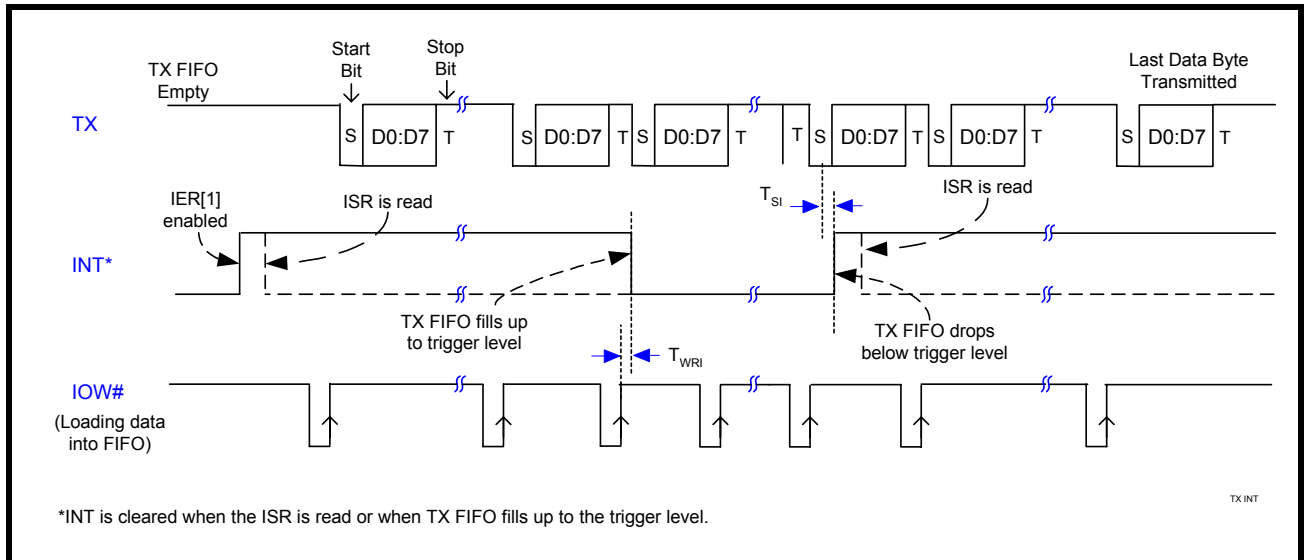 Start
Bit
Stop
Bit
TX FIFO
Empty
Last Data Byte
Transmitted
TX
S D0:D7 T S D0:D7 T S D0:D7 T T S D0:D7 T S D0:D7 T S D0:D7 T
IER[1]
enabled
ISR is read
TSI
ISR is read
INT*
TX FIFO fills up
to trigger level
TX FIFO drops
below trigger level
TWRI
IOW#
(Loading data
into FIFO)
TX INT
*INT is cleared when the ISR is read or when TX FIFO fills up to the trigger level.